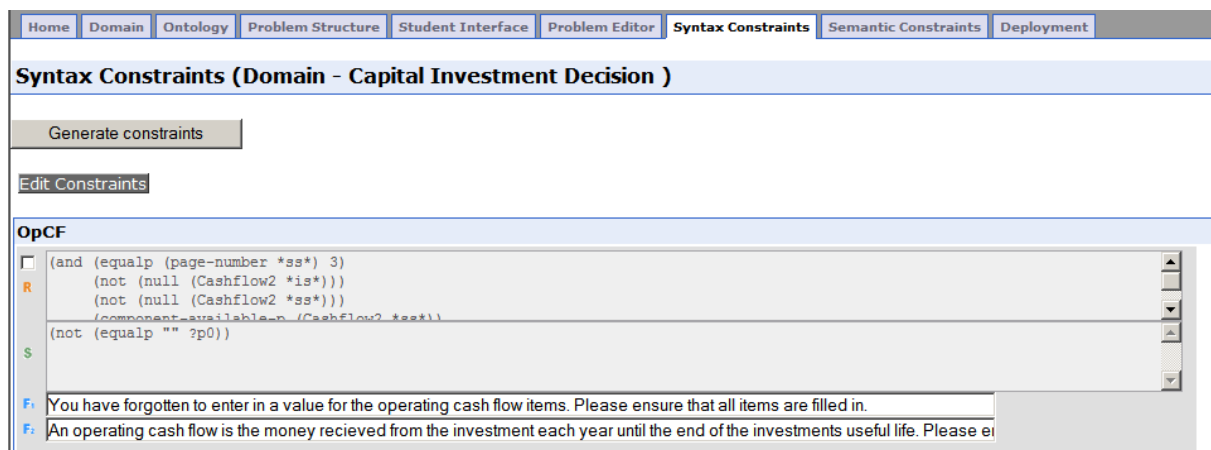 Home Domain Ontology Problem Structure Student Interface Problem Editor Syntax Constraints Semantic Constraints Deployment
Syntax Constraints (Domain - Capital Investment Decision )
Generate constraints
Edit Constraints
OpCF
(and (equalp (page-number *ss*) 3)
R
(not (null (Cashflow2 *is*)))
(not (null (Cashflow2 *ss*)))
(component-available-p (Cashflow2 *ss*))
(not (equalp "" ?p0))
S
F1 You have forgotten to enter in a value for the operating cash flow items. Please ensure that all items are filled in.
F2 An operating cash flow is the money recieved from the investment each year until the end of the investments useful life. Please